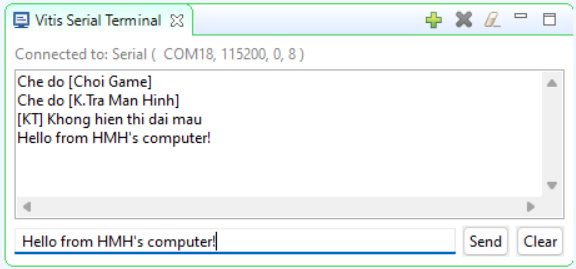 Vitis Serial Terminal
Connected to: Serial ( COM18, 115200, 0, 8 )
Che do [Choi Game]
Che do [K.Tra Man Hinh]
[KT] Khong hien thi dai mau
Hello from HMH's computer!
Hello from HMH's computer!
Send
Clear